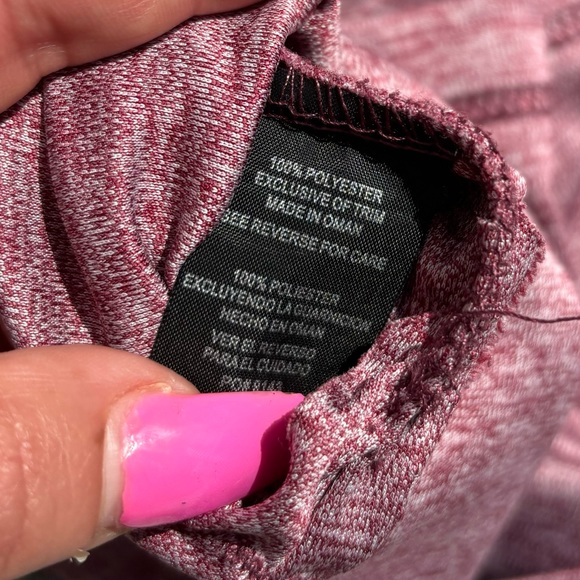 100% POLYESTER
EXCLUSIVE OF TRIM
MADE IN OMAN
SEE REVERSE FOR CARE
100% POLIESTER
EXCLUYENDO LA GUARNICION
HECHO EN OMAN
VER EL REVERSO
PARA EL CUIDADO